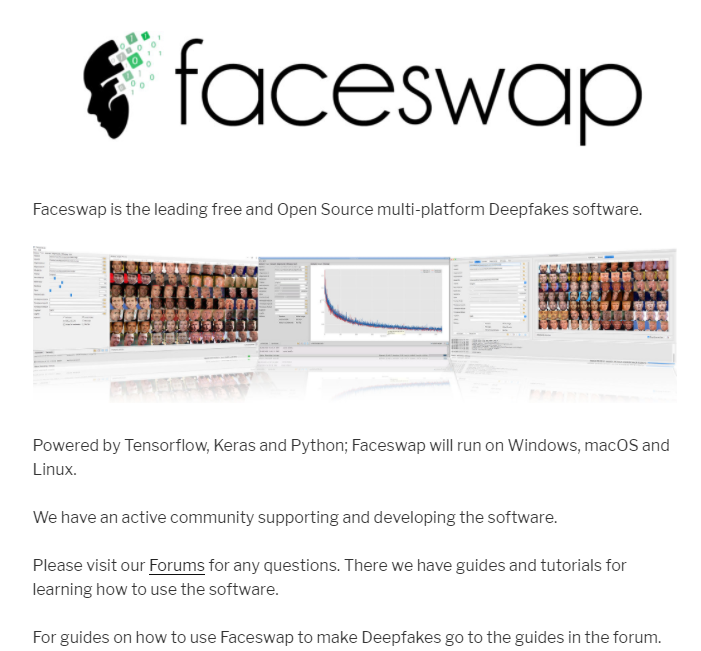 faceswap
Faceswap is the leading free and Open Source multi-platform Deepfakes software.
Powered by Tensorflow, Keras and Python; Faceswap will run on Windows, macOS and
Linux.
We have an active community supporting and developing the software.
Please visit our Forums for any questions. There we have guides and tutorials for
learning how to use the software.
For guides on how to use Faceswap to make Deepfakes go to the guides in the forum.